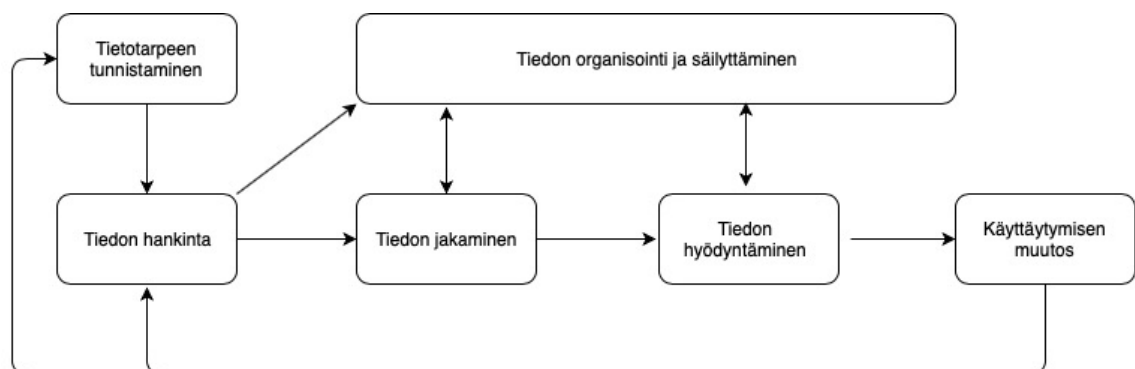 Tietotarpeen
tunnistaminen
Tiedon organisointi ja säilyttäminen
Tiedon hankinta
Tiedon jakaminen
Tiedon
hyödyntäminen
Käyttäytymisen
muutos